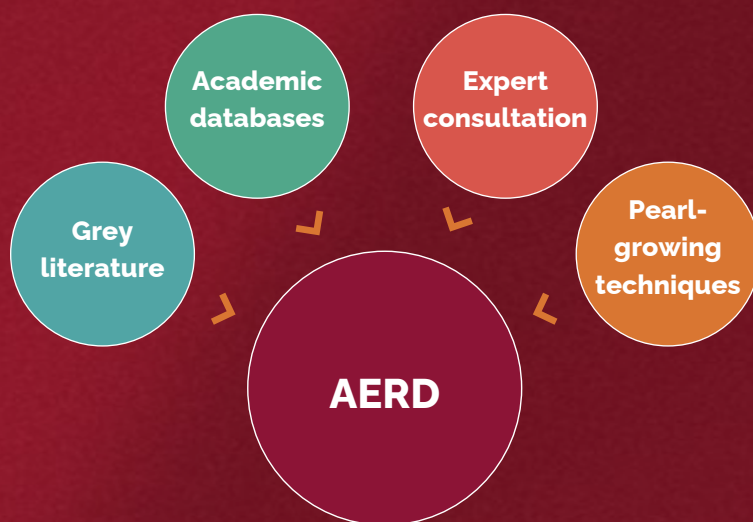 Academic
databases
Expert
consultation
Grey
literature
Pearl-
growing
techniques
AERD